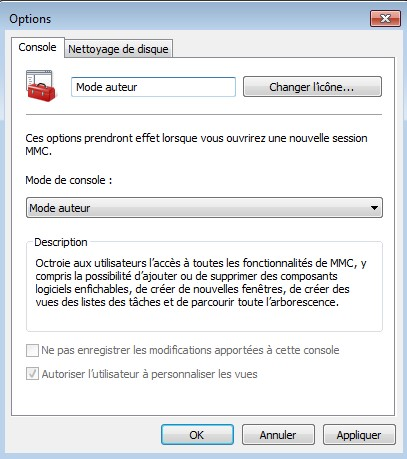 Options
Console
Nettoyage de disque
Mode auteur
Changer l'icône...
Ces options prendront effet lorsque vous ouvrirez une nouvelle session
MMC.
Mode de console :
Mode auteur
Description
Octroie aux utilisateurs l'accès à toutes les fonctionnalités de MMC, y
compris la possibilité d'ajouter ou de supprimer des composants
logiciels enfichables, de créer de nouvelles fenêtres, de créer des
vues des listes des tâches et de parcourir toute l'arborescence.
Ne pas enregistrer les modifications apportées à cette console
Autoriser l'utilisateur à personnaliser les vues
OK
Annuler
Appliquer